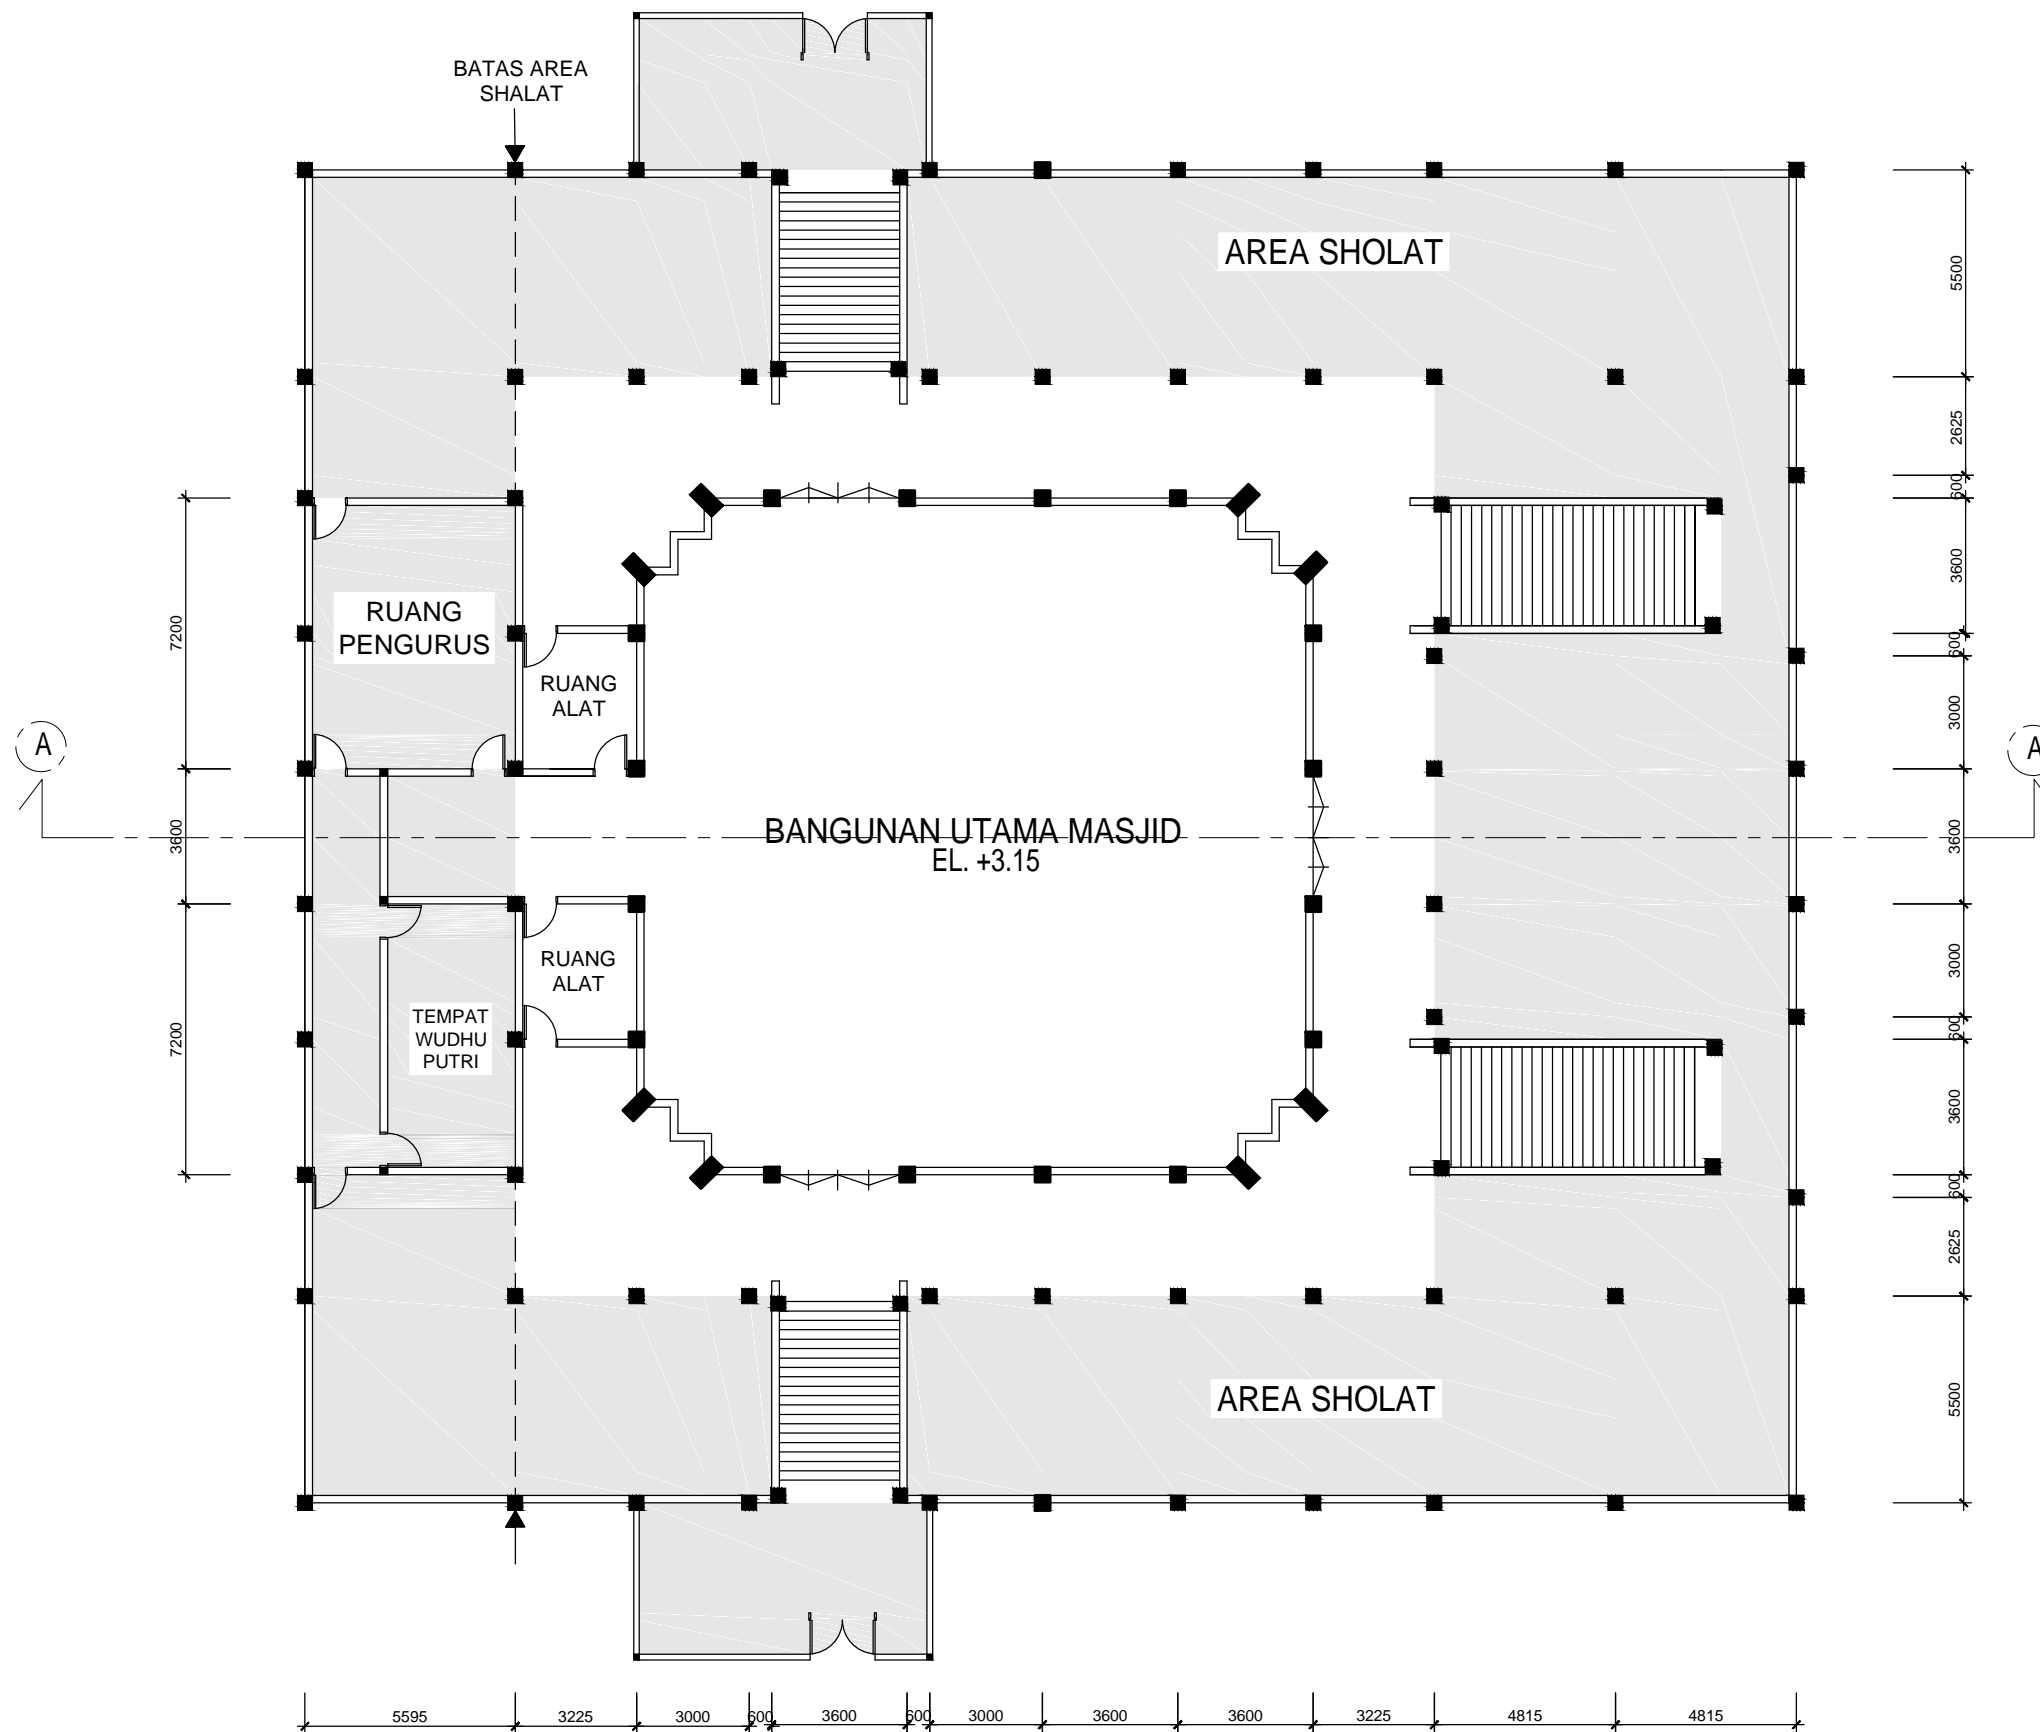 BATAS AREA
SHALAT
AREA SHOLAT
5500
2625
600
3600
600
3000
3600
3000
600
3600
600
2625
5500
7200
3600
7200
RUANG
PENGURUS
RUANG
ALAT
A
A
BANGUNAN UTAMA MASJID
EL. +3.15
RUANG
ALAT
TEMPAT
WUDHU
PUTRI
AREA SHOLAT
5595 3225 3000 600 3600 600 3000 3600 3600 3225 4815 4815